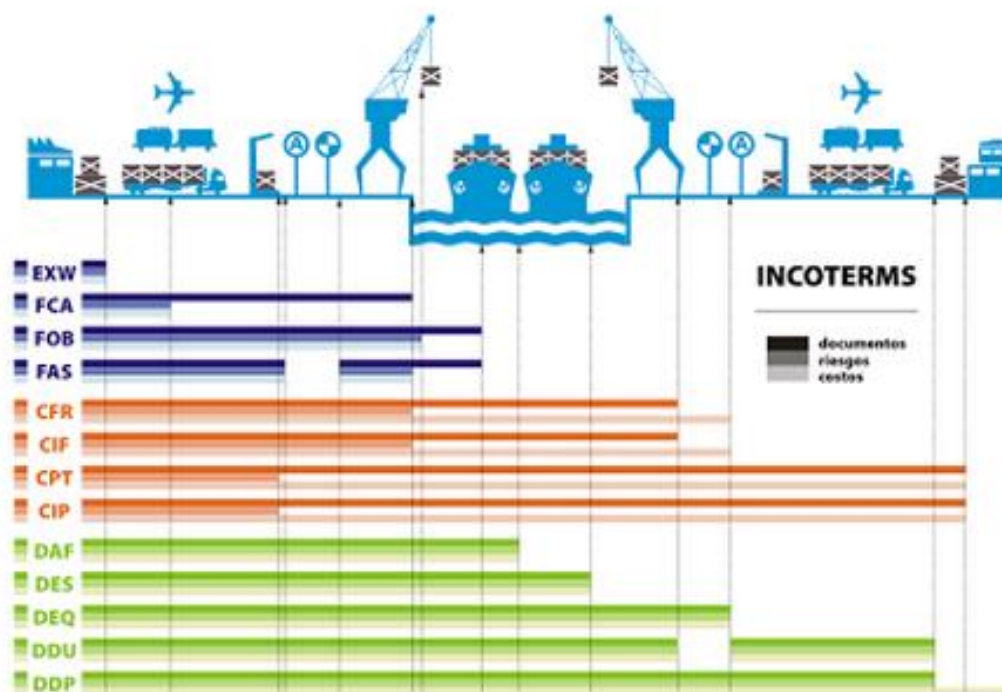 A
A
EXW
INCOTERMS
FCA
documentos
FOB
riesgos
FAS
costos
CFR
CIF
CPT
CIP
DAF
DES
DEQ
DDU
DDP